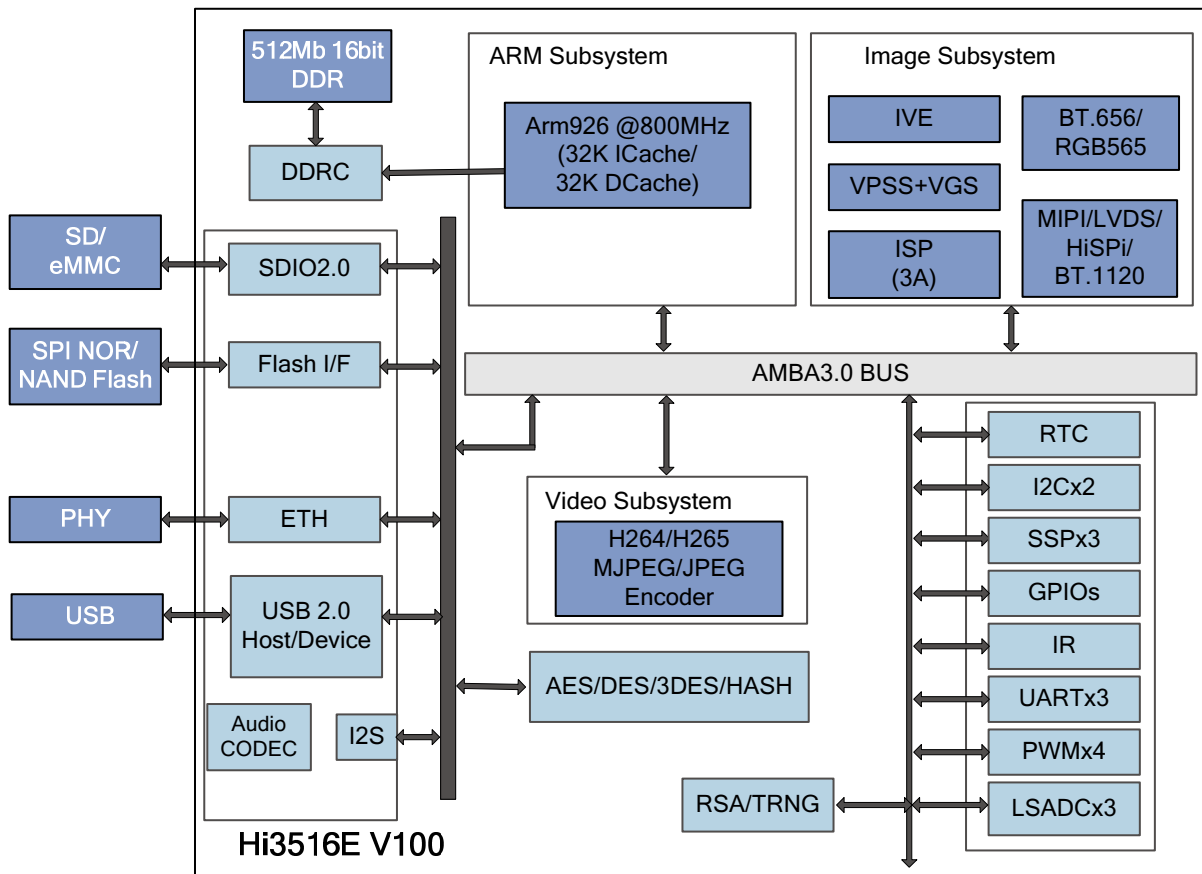 512Mb 16bit
DDR
DDRC
ARM Subsystem
Arm926 @800MHz
(32K ICache/
32K DCache)
Image Subsystem
IVE
BT.656/
RGB565
VPSS+VGS
ISP
(3A)
MIPI/LVDS/
HiSPi/
BT.1120
SD/
eMMC
SDIO2.0
SPI NOR/
NAND Flash
Flash I/F
AMBA3.0 BUS
PHY
ETH
USB
USB 2.0
Host/Device
Audio
CODEC
I2S
Video Subsystem
H264/H265
MJPEG/JPEG
Encoder
AES/DES/3DES/HASH
RSA/TRNG
RTC
I2Cx2
SSPx3
GPIOs
IR
UARTx3
PWMx4
LSADCx3
Hi3516E V100